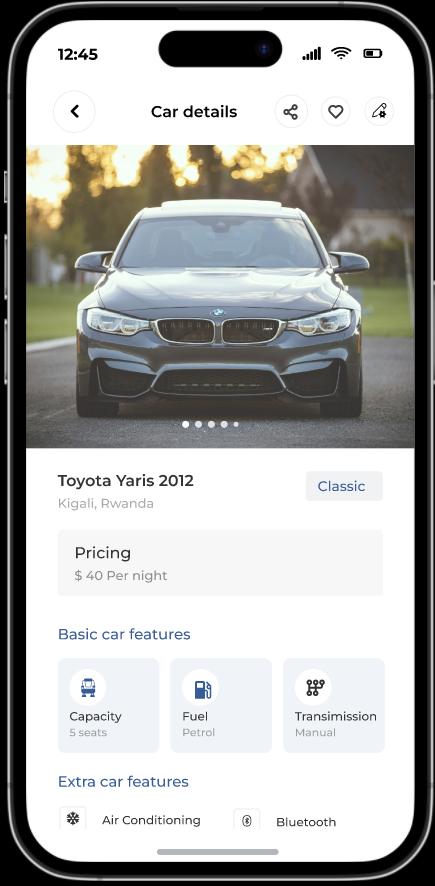 12:45
Car details
Toyota Yaris 2012
Classic
Kigali, Rwanda
Pricing
$ 40 Per night
Basic car features
Capacity
5 seats
Fuel
Petrol
Transimission
Manual
Extra car features
Air Conditioning
Bluetooth